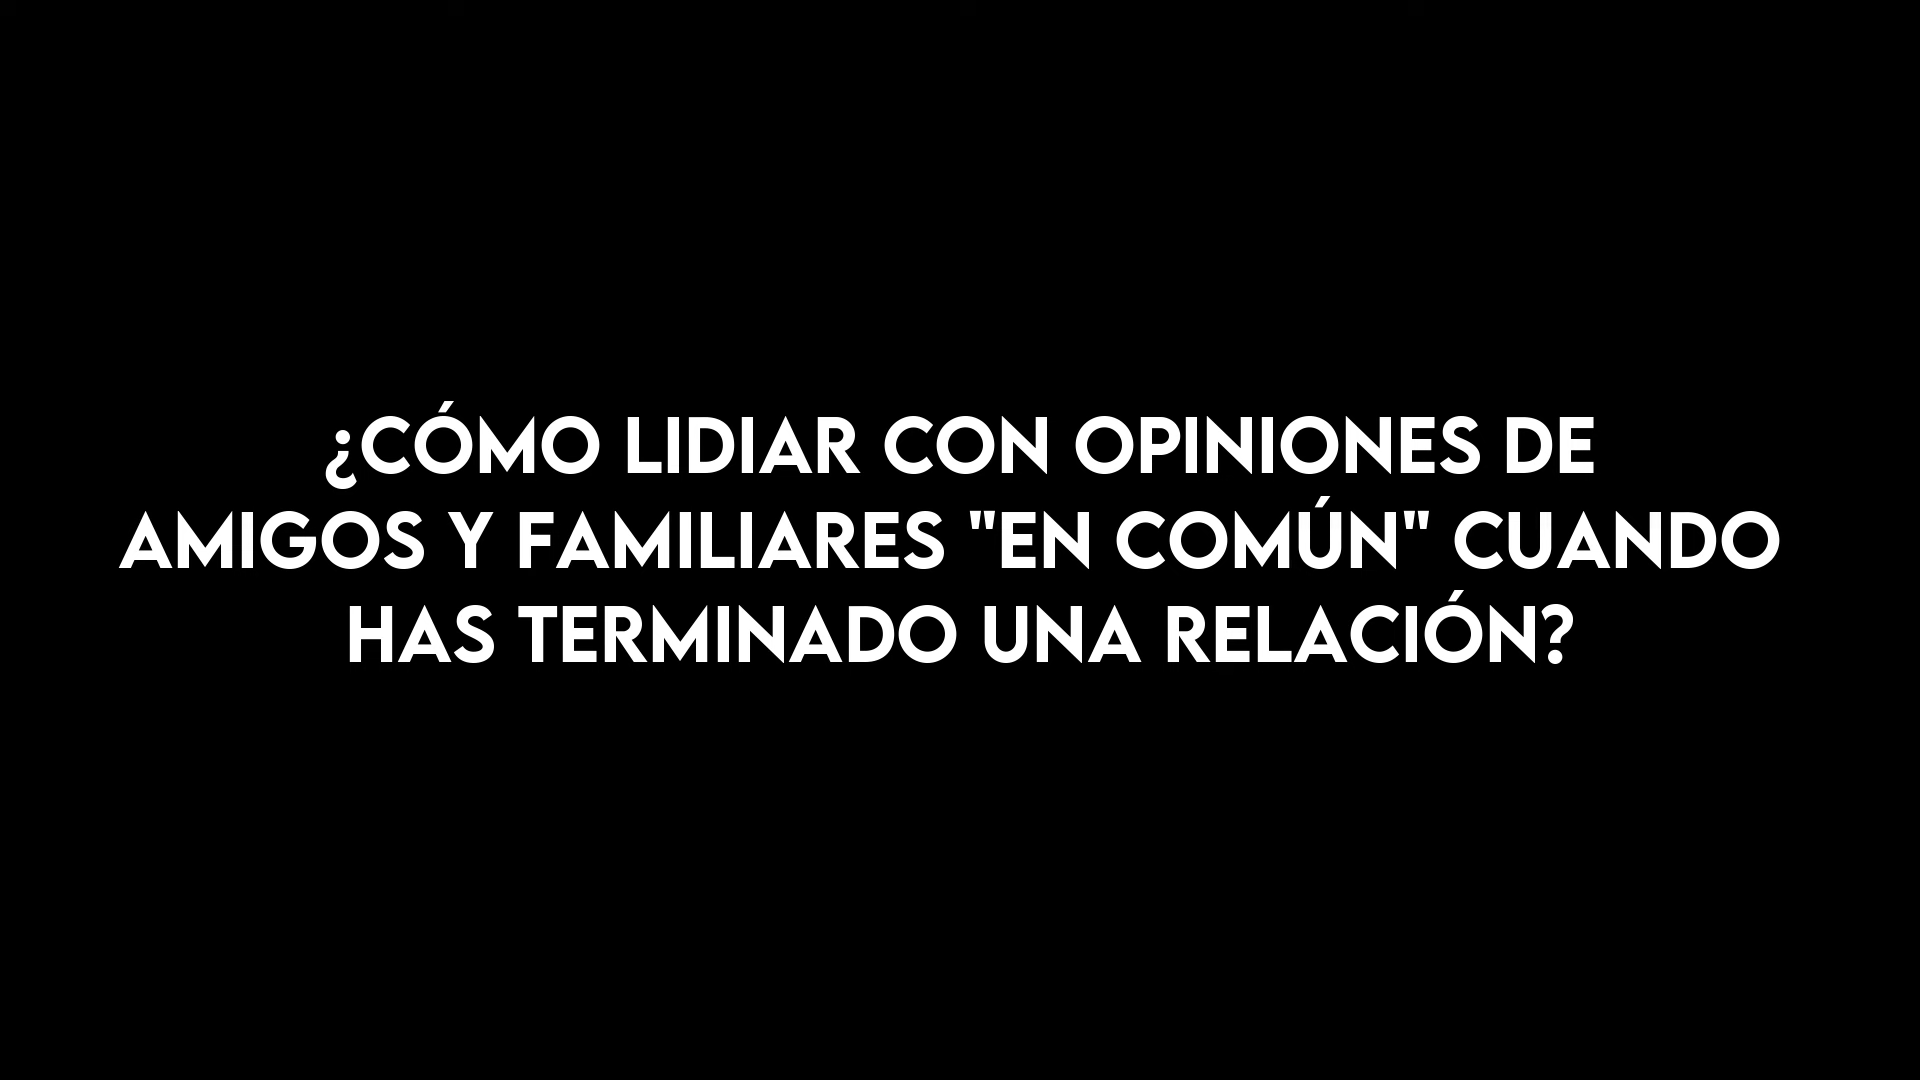 ¿CÓMO LIDIAR CON OPINIONES DE
AMIGOS Y FAMILIARES "EN COMÚN" CUANDO
HAS TERMINADO UNA RELACIÓN?